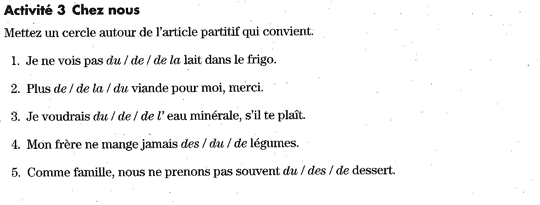 Activité 3 Chez nous
Mettez un cercle autour de l'article partitif qui convient.
1. Je ne vois pas du / de / de la lait dans le frigo.
2. Plus de / de la / du viande pour moi, merci.
3. Je voudrais du / de / de l' eau minérale, s'il te plaît.
4. Mon frère ne mange jamais des / du / de légumes.
5. Comme famille, nous ne prenons pas souvent du / des / de dessert.